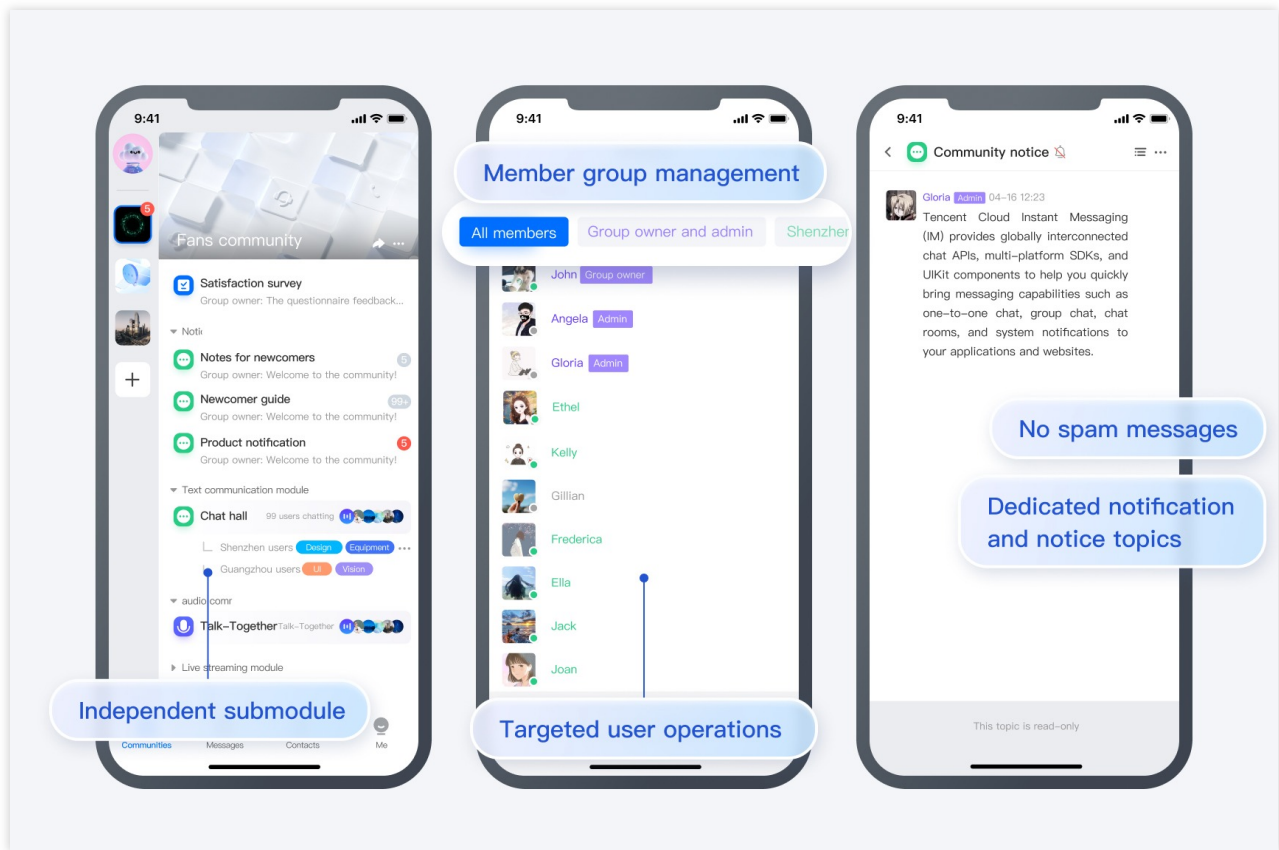 9:41
5
Fans community
Satisfaction survey
Group owner: The questionnaire feedback...
Notes for newcomers
5
Group owner: Welcome to the community!
Newcomer guide
99+
Group owner: Welcome to the community!
Product notification
5
Group owner: Welcome to the community!
Text communication module
Chat hall
99 users chatting
Shenzhen users Design Equipment
Guangzhou users UI Vision
Talk-Together Talk-Together
Live streaming module
Independent submodule
Communities
Messages
Contacts
Me
9:41
Member group management
All members
Group owner and admin
Shenzhen
John Group owner
Angela Admin
Gloria Admin
Ethel
Kelly
Gillian
Frederica
Ella
Jack
Joan
Targeted user operations
9:41
Community notice
Gloria Admin 04-16 12:23
Tencent Cloud Instant Messaging
(IM) provides globally interconnected
chat APIs, multi-platform SDKs, and
UIKit components to help you quickly
bring messaging capabilities such as
one-to-one chat, group chat, chat
rooms, and system notifications to
your applications and websites.
No spam messages
Dedicated notification
and notice topics
This topic is read-only